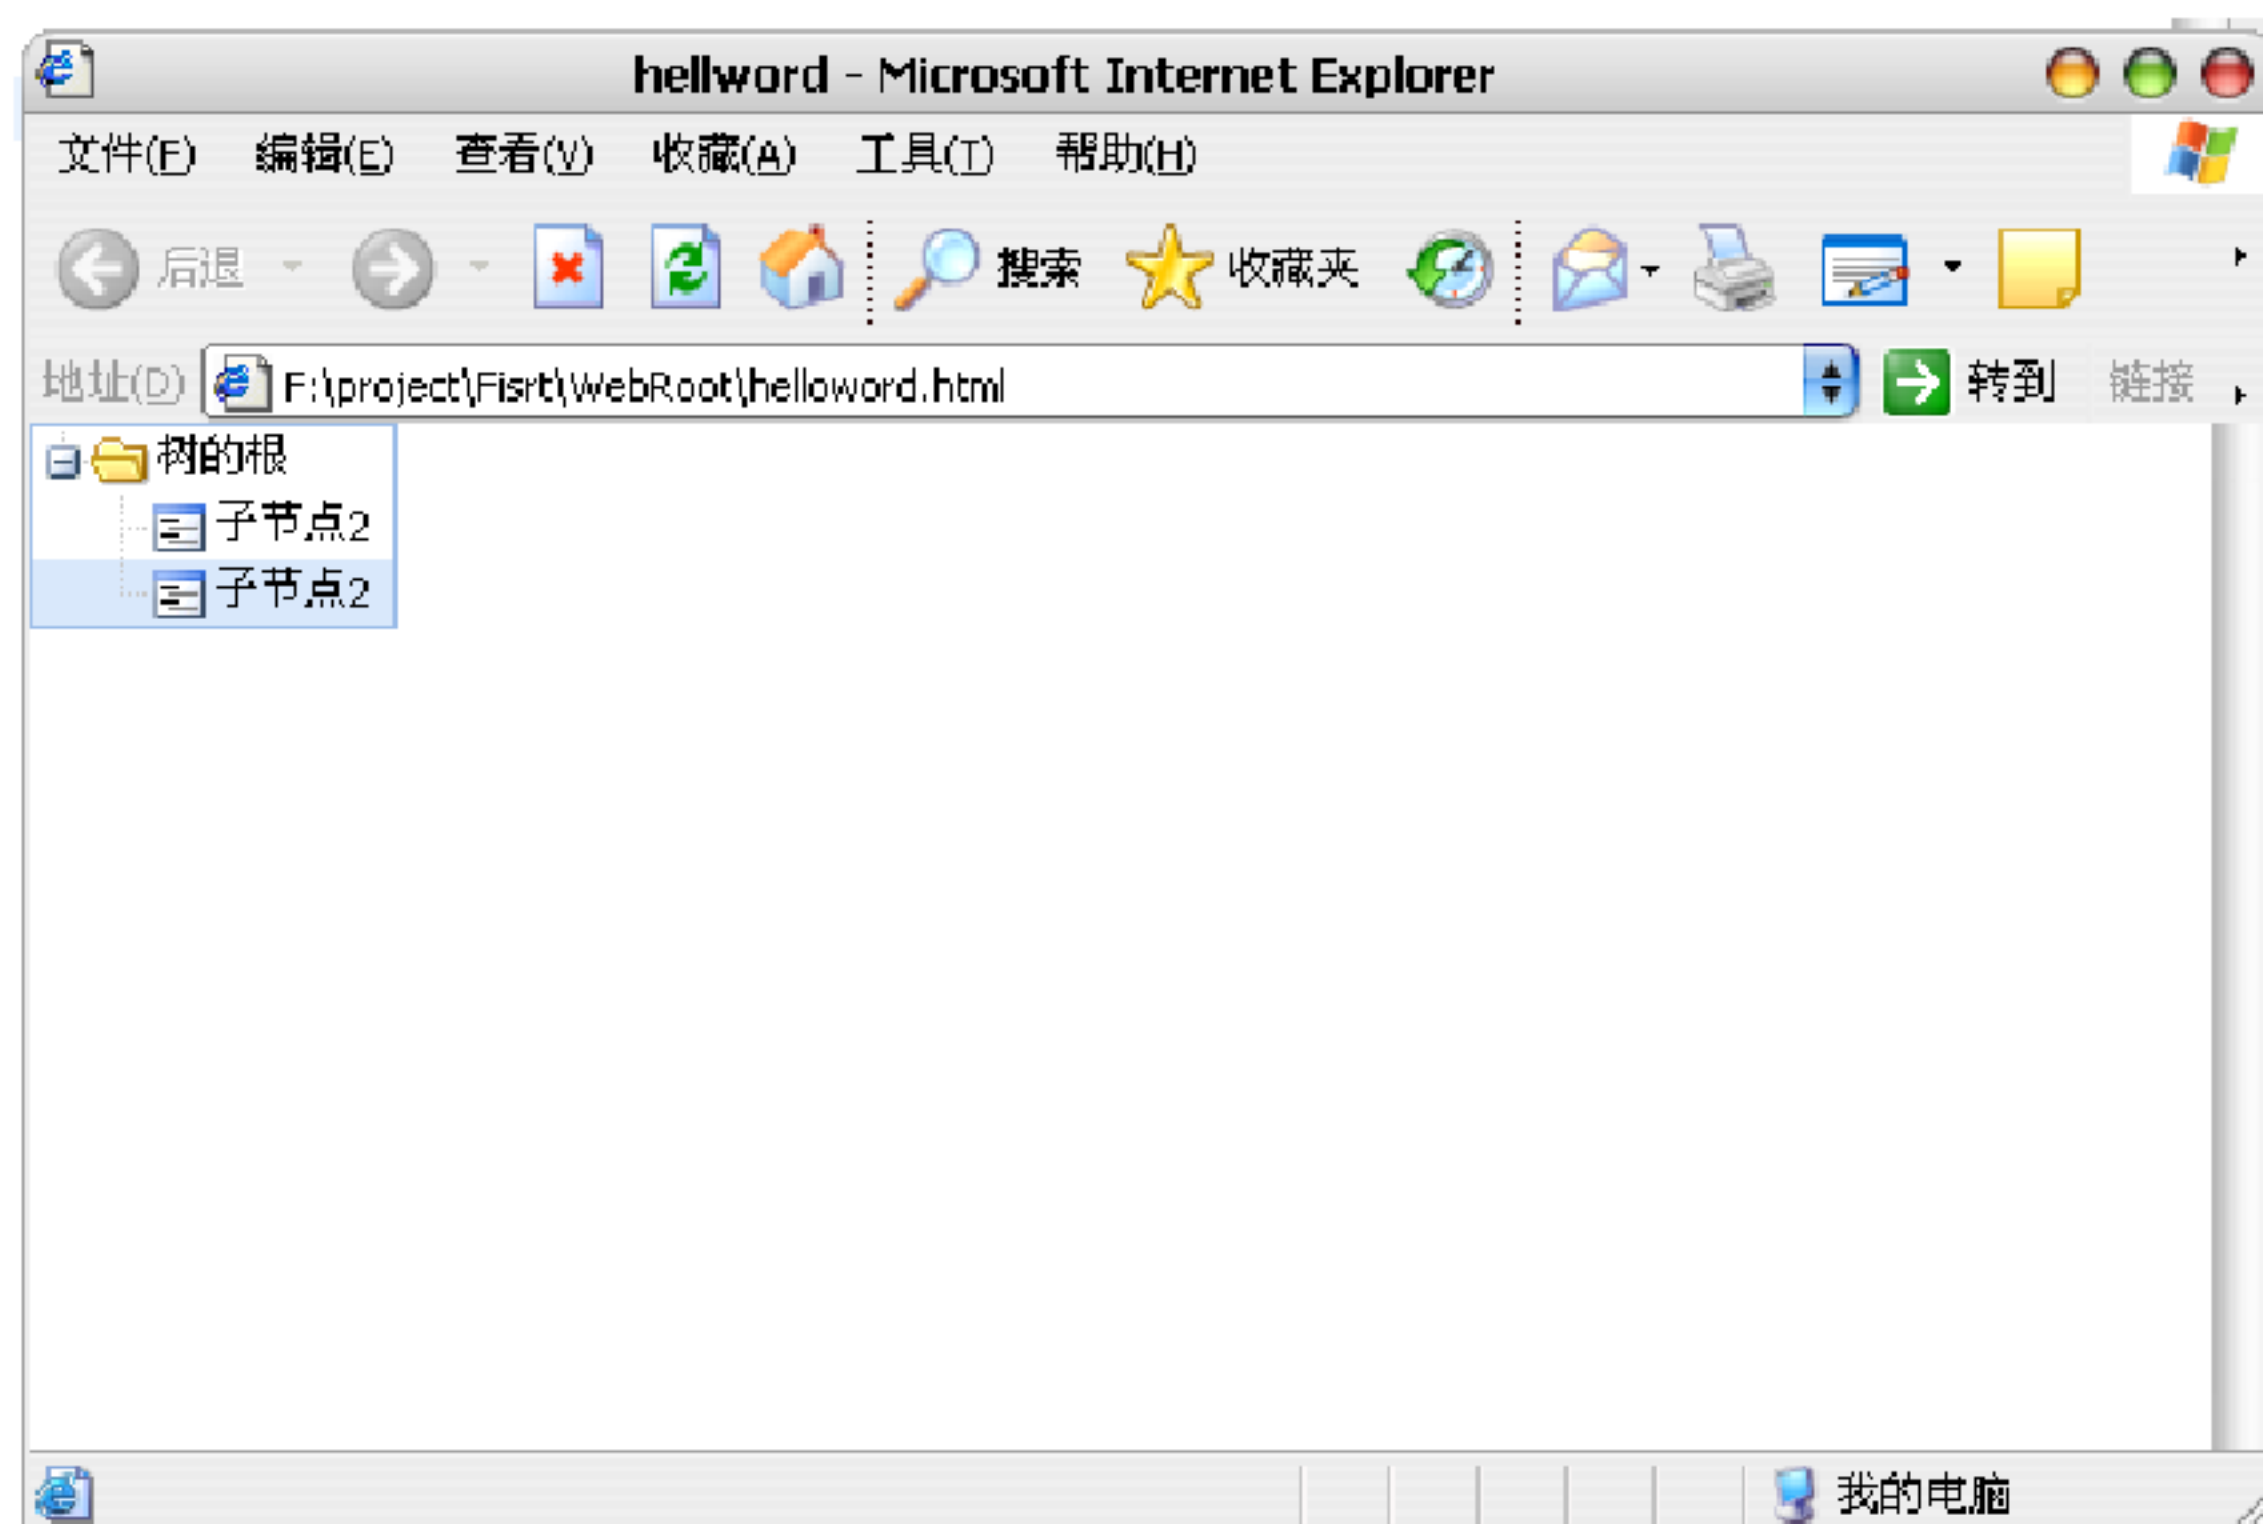 hellword - Microsoft Internet Explorer
文件(F) 编辑(E) 查看(V) 收藏(A) 工具(T) 帮助(H)
后退 搜索 收藏夹
地址(D) F:\project\Fisrt\WebRoot\helloword.html 转到 链接
树的根
子节点2
子节点2
我的电脑